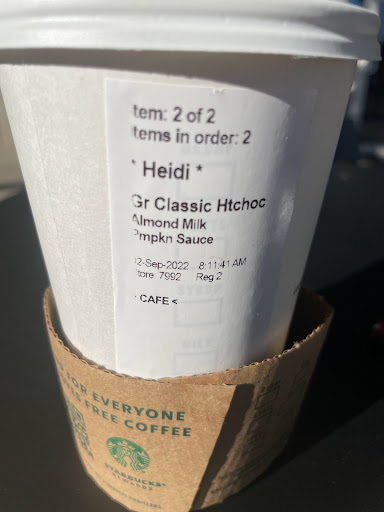 tem: 2 of 2
tems in order: 2
* Heidi *
Gr Classic Htchoc
Almond Milk
Pmpkn Sauce
2-Sep-2022 8:11:41 AM
tore 7992 Reg 2
CAFE <
FOR EVERYONE
FREE COFFEE
STARBUCKS®
REWARDS